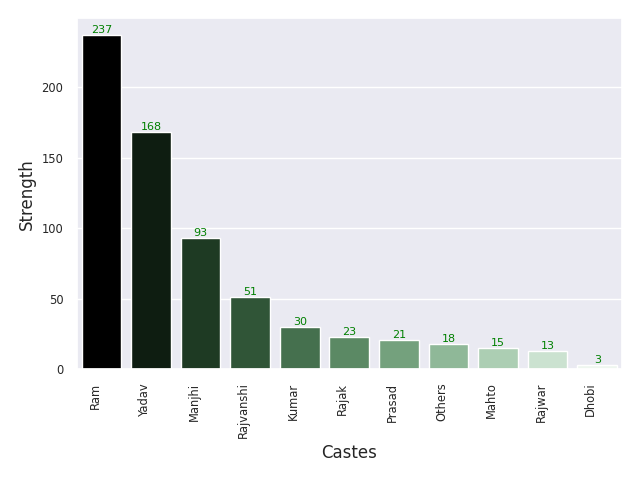 237
168
93
51
30
23
21
18
15
13
3
200
150
100
50
0
Strength
Ram
Yadav
Manjhi
Rajvanshi
Kumar
Rajak
Prasad
Others
Mahto
Rajwar
Dhobi
Castes